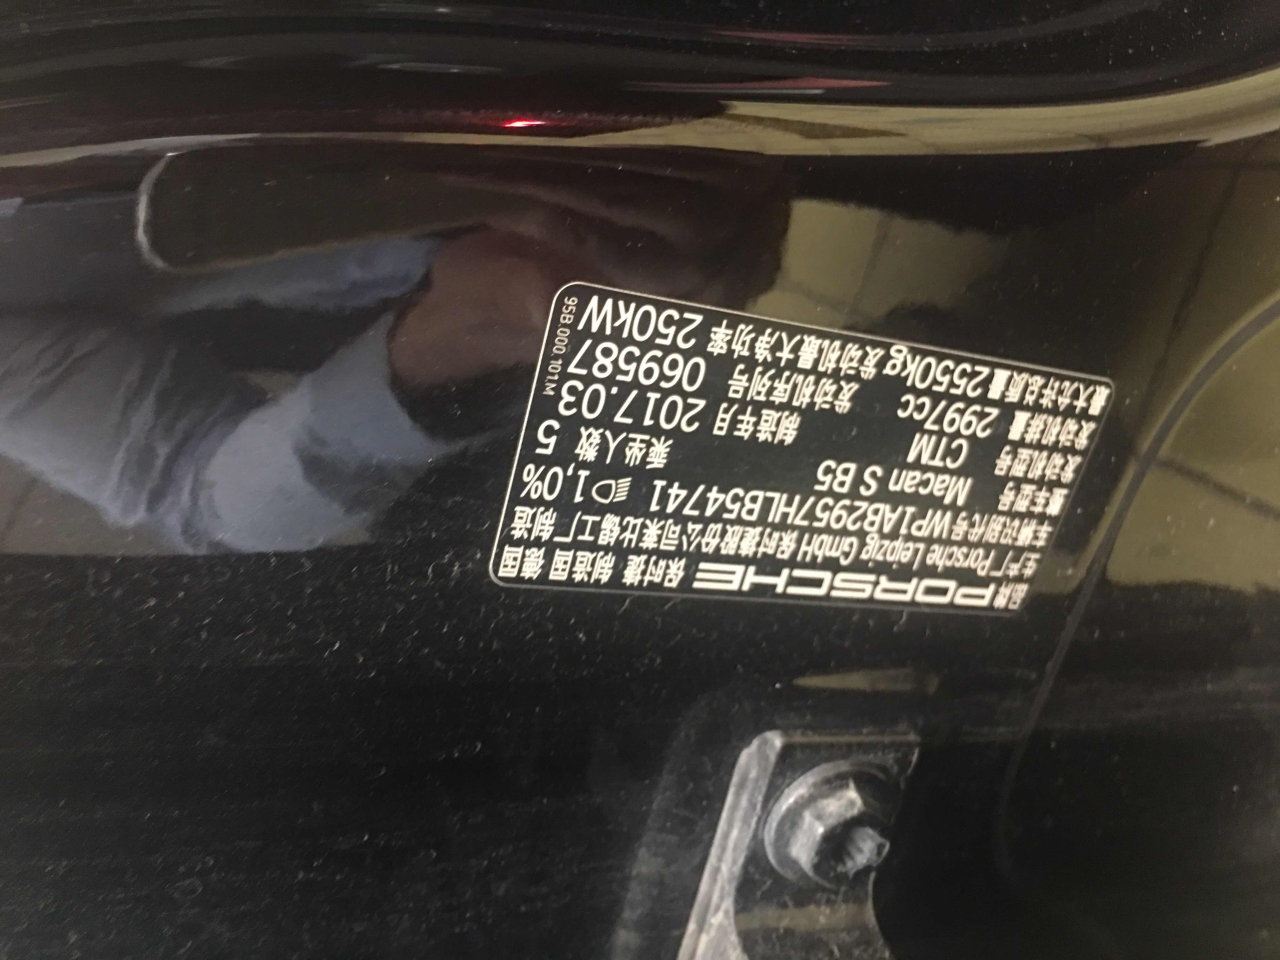 品牌 PORSCHE 保时捷 制造国 德国
生产厂 Porsche Leipzig GmbH 保时捷股份公司莱比锡工厂 制造
车辆识别代号 WP1AB2957HLB54741 1,0%
整车型号 Macan S B5 乘坐人数 5
发动机型号 CTM 制造年月 2017.03
发动机排量 2997cc 发动机序列号 069587
最大允许总质量 2550kg 发动机最大净功率 250kW
95B.000.101.M